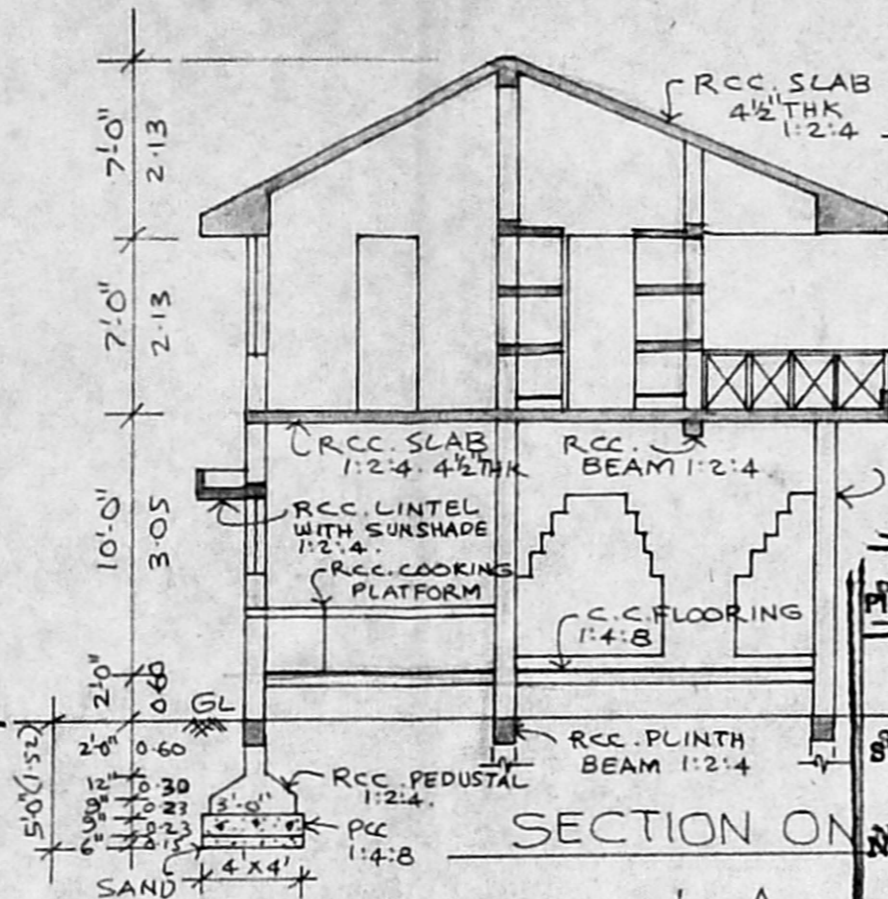 7'-0"
2.13
7'-0"
2.13
10'-0"
3.05
2'-0"
0.60
GL
5'-0"(1.52)
2'-0" 0.60
12" 0.30
9" 0.23
9" 0.23
6" 0.15
3'-0"
4' X 4'
SAND
RCC. SLAB
4½" THK
1:2:4
RCC. SLAB
1:2:4. 4½" THK
RCC.
BEAM 1:2:4.
RCC. LINTEL
WITH SUNSHADE
1:2:4.
RCC. COOKING
PLATFORM
C.C. FLOORING
1:4:8
RCC. PLINTH
BEAM 1:2:4
RCC. PEDUSTAL
1:2:4.
PCC
1:4:8
SECTION ON